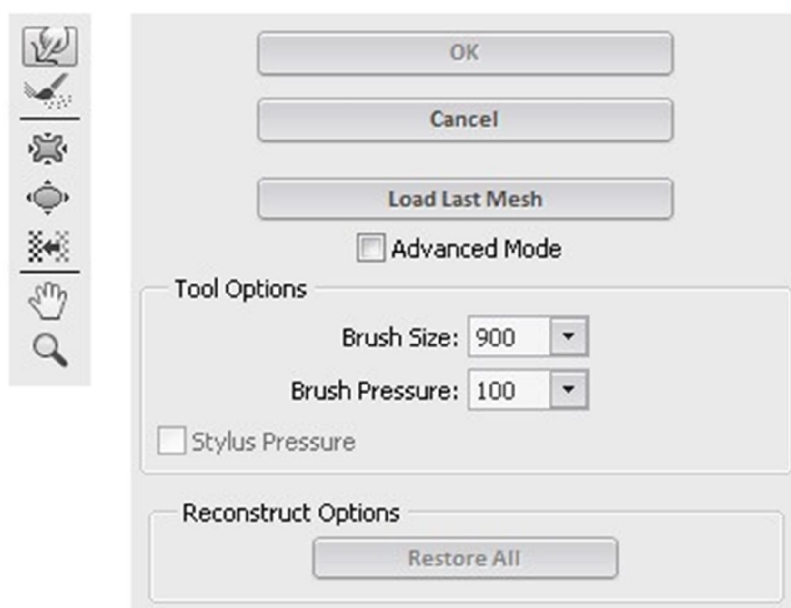 OK
Cancel
Load Last Mesh
Advanced Mode
Tool Options
Brush Size: 900
Brush Pressure: 100
Stylus Pressure
Reconstruct Options
Restore All